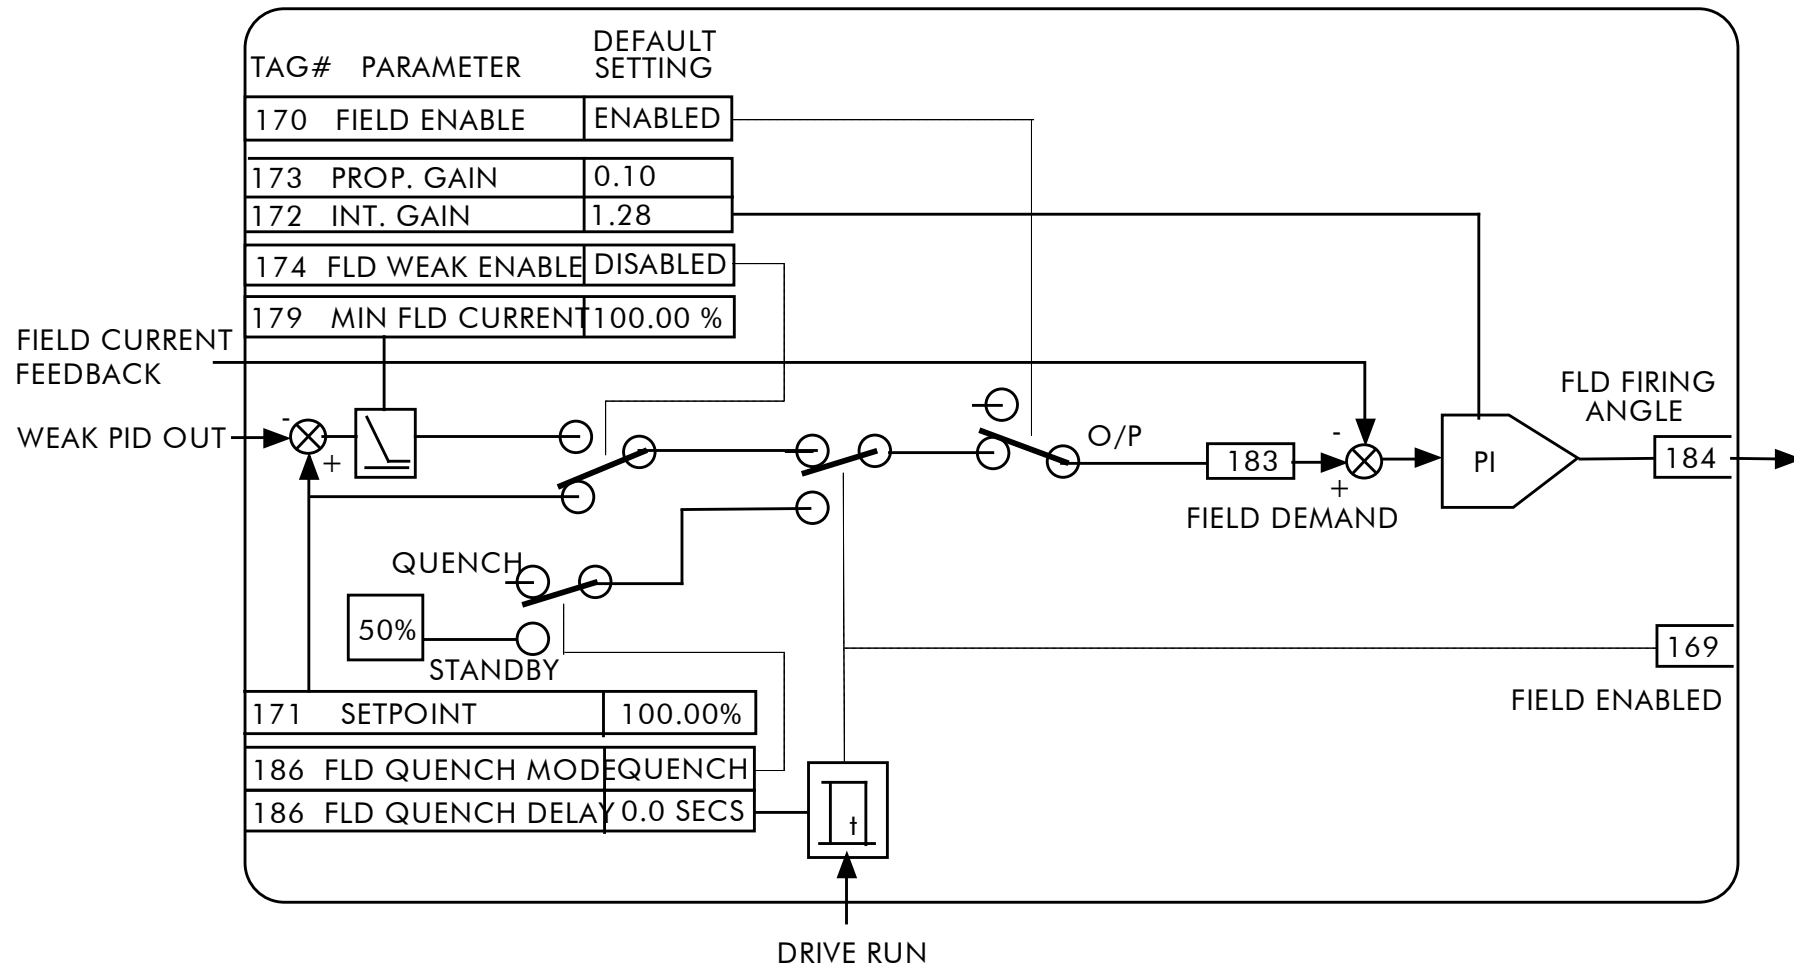 DEFAULT
TAG# PARAMETER SETTING
170 FIELD ENABLE ENABLED
173 PROP. GAIN 0.10
172 INT. GAIN 1.28
174 FLD WEAK ENABLE DISABLED
179 MIN FLD CURRENT 100.00 %
FIELD CURRENT
FEEDBACK
WEAK PID OUT
-
+
O/P
183
FIELD DEMAND
-
+
PI
FLD FIRING
ANGLE
184
QUENCH
50%
STANDBY
169
FIELD ENABLED
171 SETPOINT 100.00%
186 FLD QUENCH MODE QUENCH
186 FLD QUENCH DELAY 0.0 SECS
t
DRIVE RUN